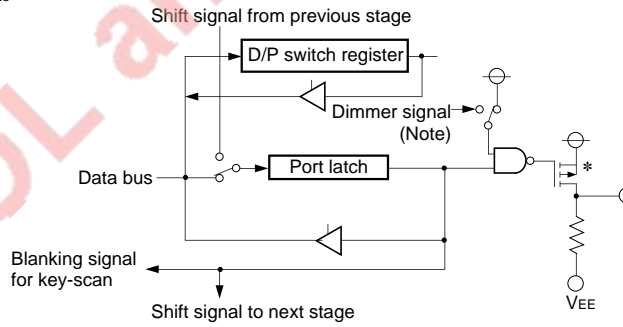 Shift signal from previous stage
D/P switch register
Dimmer signal
(Note)
Data bus
Port latch
*
Blanking signal
for key-scan
Shift signal to next stage
VEE